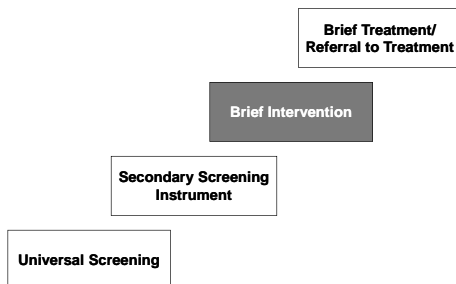 Brief Treatment/
Referral to Treatment
Brief Intervention
Secondary Screening
Instrument
Universal Screening